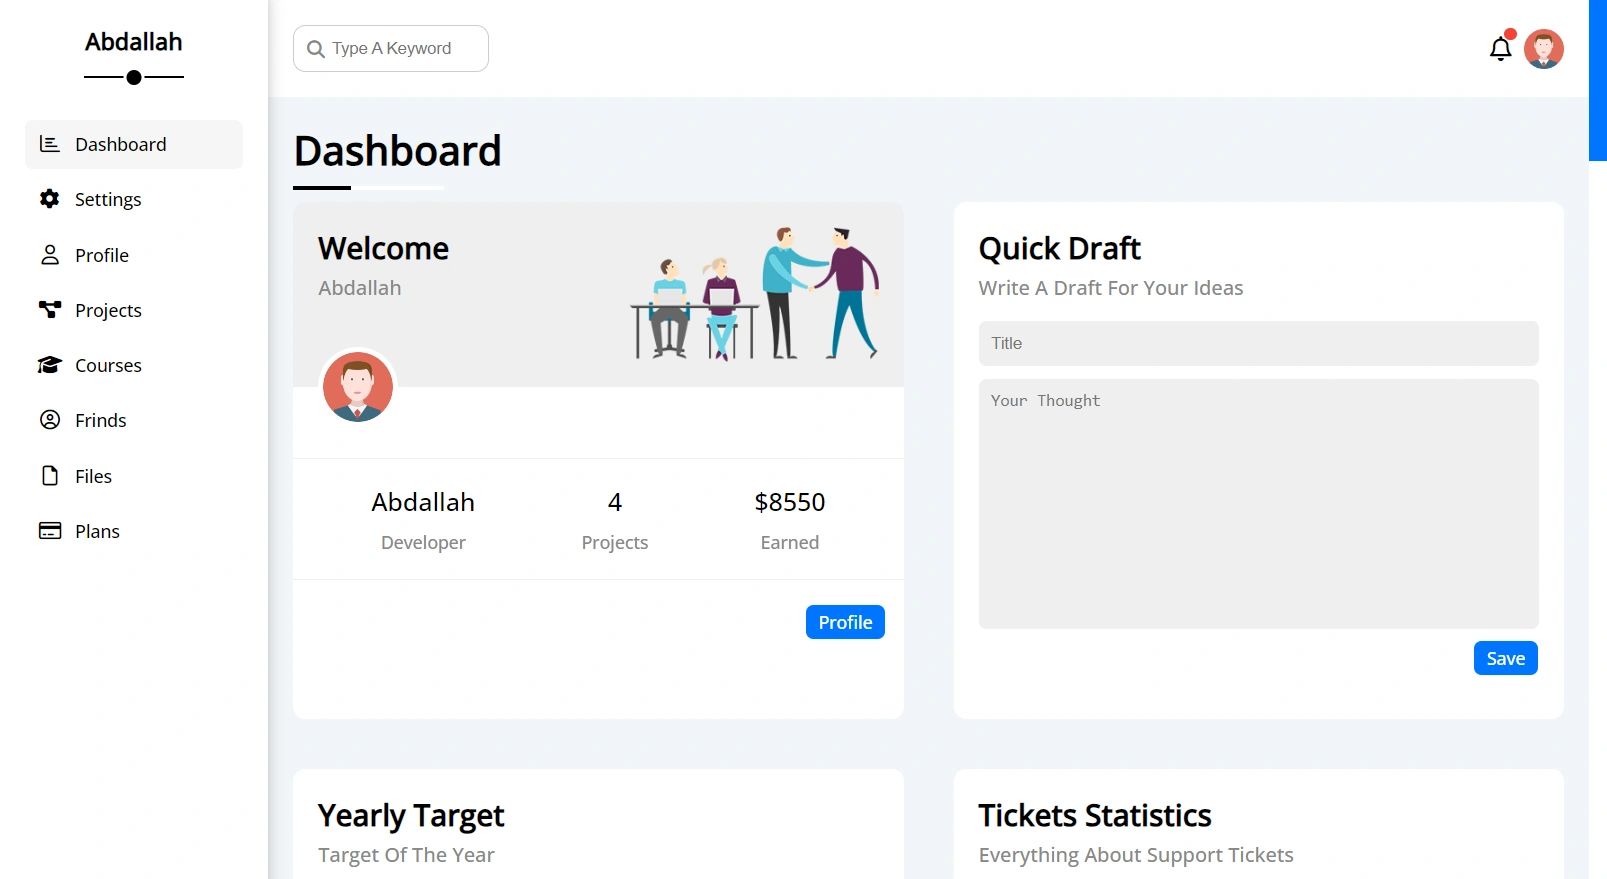 Abdallah
Dashboard
Settings
Profile
Projects
Courses
Frinds
Files
Plans
Type A Keyword
Dashboard
Welcome
Abdallah
Abdallah
Developer
4
Projects
$8550
Earned
Profile
Quick Draft
Write A Draft For Your Ideas
Title
Your Thought
Save
Yearly Target
Target Of The Year
Tickets Statistics
Everything About Support Tickets